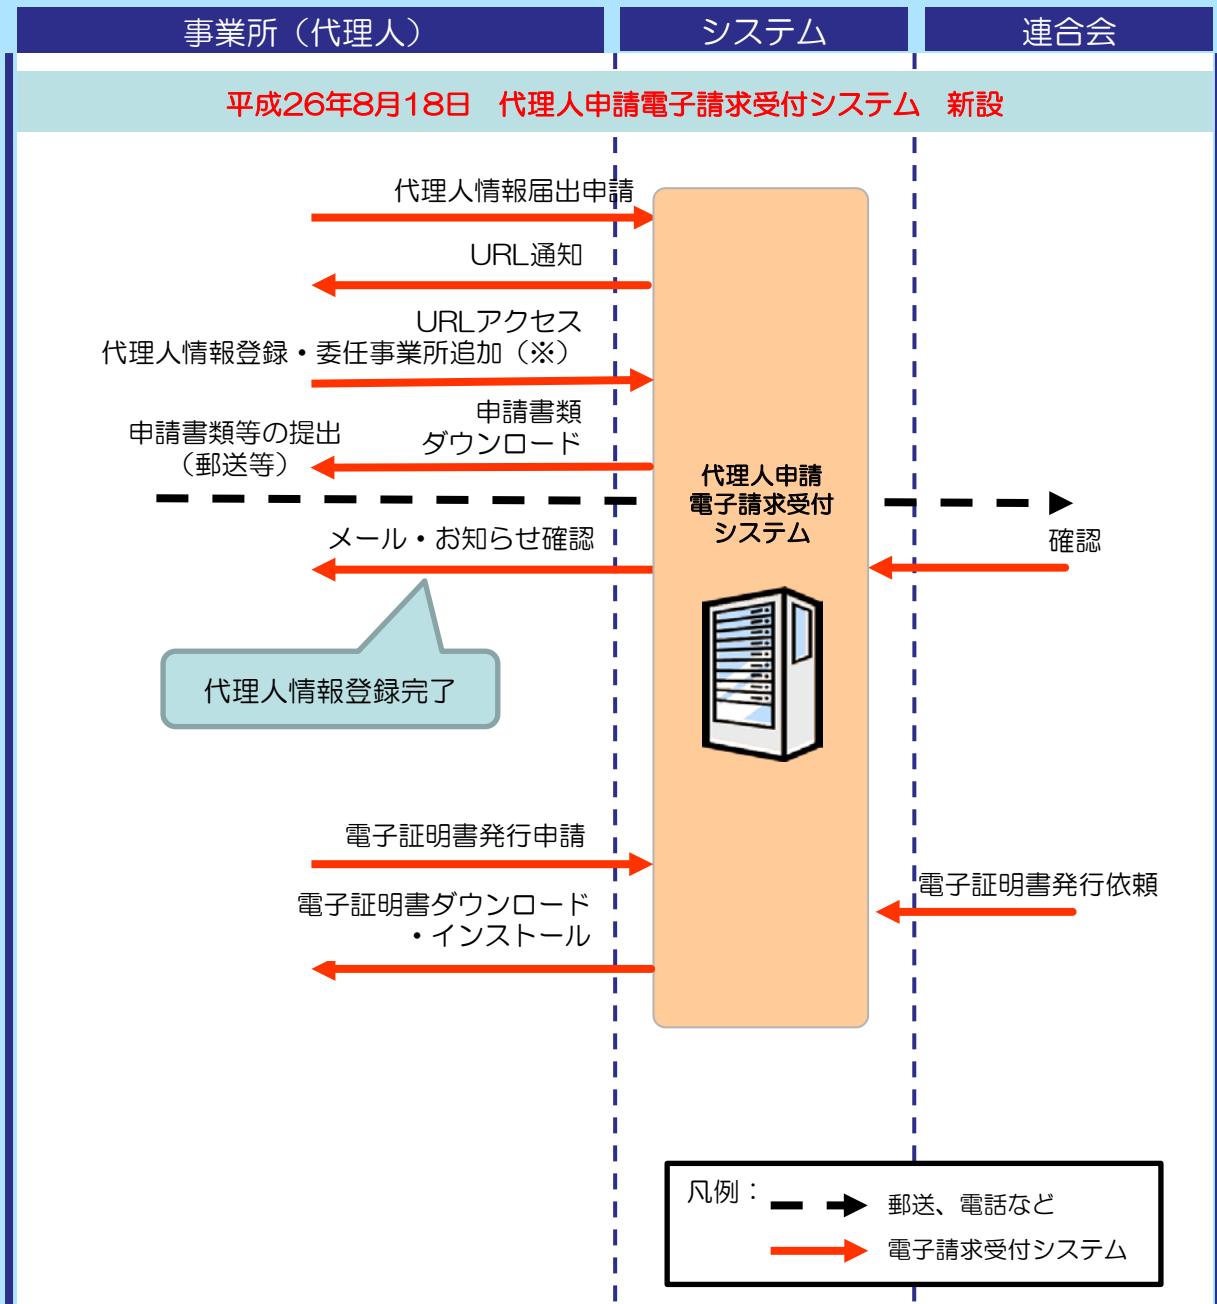 事業所（代理人）
システム
連合会
平成26年8月18日　代理人申請電子請求受付システム　新設
代理人情報届出申請
URL通知
URLアクセス
代理人情報登録・委任事業所追加（※）
申請書類
ダウンロード
申請書類等の提出
（郵送等）
代理人申請
電子請求受付
システム
メール・お知らせ確認
確認
代理人情報登録完了
電子証明書発行申請
電子証明書発行依頼
電子証明書ダウンロード
・インストール
凡例：
郵送、電話など
電子請求受付システム